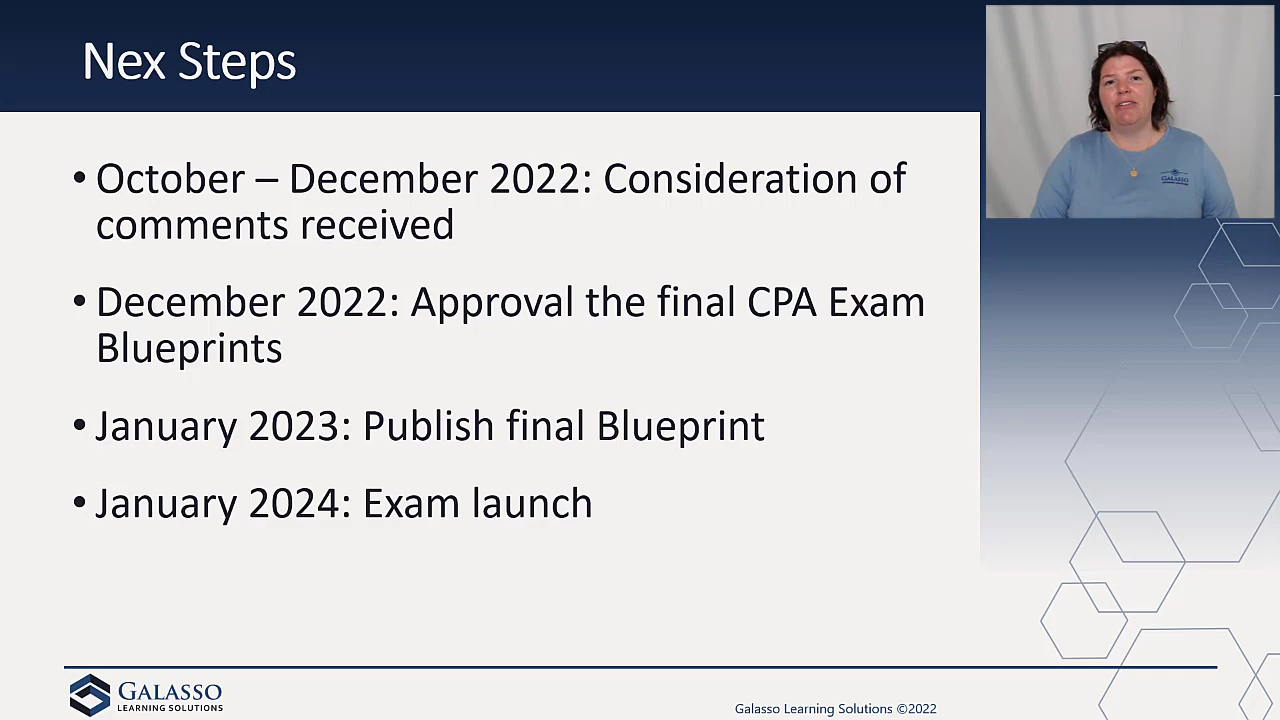 Nex Steps
• October – December 2022: Consideration of
comments received
• December 2022: Approval the final CPA Exam
Blueprints
• January 2023: Publish final Blueprint
• January 2024: Exam launch
GALASSO
GALASSO
LEARNING SOLUTIONS
Galasso Learning Solutions ©2022